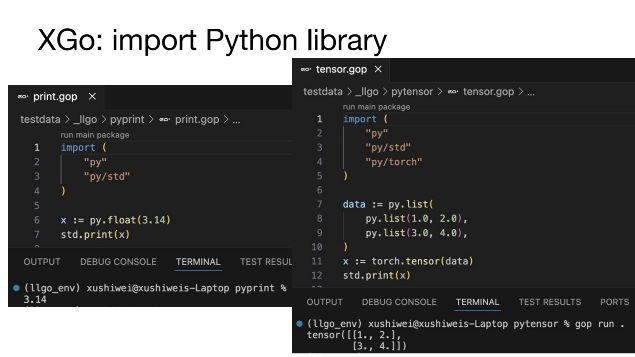 XGo: import Python library
print.gop ×
testdata > _llgo > pyprint > print.gop > ...
run main package
1 import (
2 "py"
3 "py/std"
4 )
5
6 x := py.float(3.14)
7 std.print(x)
OUTPUT DEBUG CONSOLE TERMINAL TEST RESUL
(llgo_env) xushiwei@xushiweis-Laptop pyprint %
3.14
tensor.gop ×
testdata > _llgo > pytensor > tensor.gop > ...
run main package
1 import (
2 "py"
3 "py/std"
4 "py/torch"
5 )
6
7 data := py.list(
8 py.list(1.0, 2.0),
9 py.list(3.0, 4.0),
10 )
11 x := torch.tensor(data)
12 std.print(x)
OUTPUT DEBUG CONSOLE TERMINAL TEST RESULTS PORTS
(llgo_env) xushiwei@xushiweis-Laptop pytensor % gop run .
tensor([[1., 2.],
[3., 4.]])